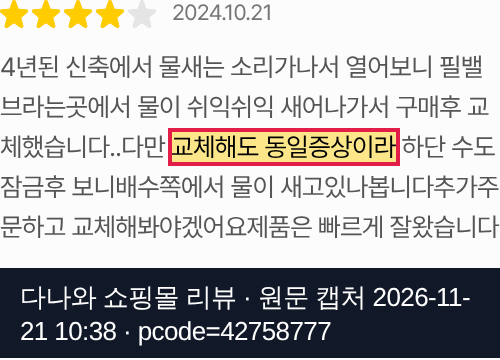 2024.10.21
4년된 신축에서 물새는 소리가나서 열어보니 필밸
브라는곳에서 물이 쉬익쉬익 새어나가서 구매후 교
체했습니다..다만 교체해도 동일증상이라 하단 수도
잠금후 보니배수쪽에서 물이 새고있나봅니다추가주
문하고 교체해봐야겠어요제품은 빠르게 잘왔습니다
다나와 쇼핑몰 리뷰 · 원문 캡처 2026-11-
21 10:38 · pcode=42758777